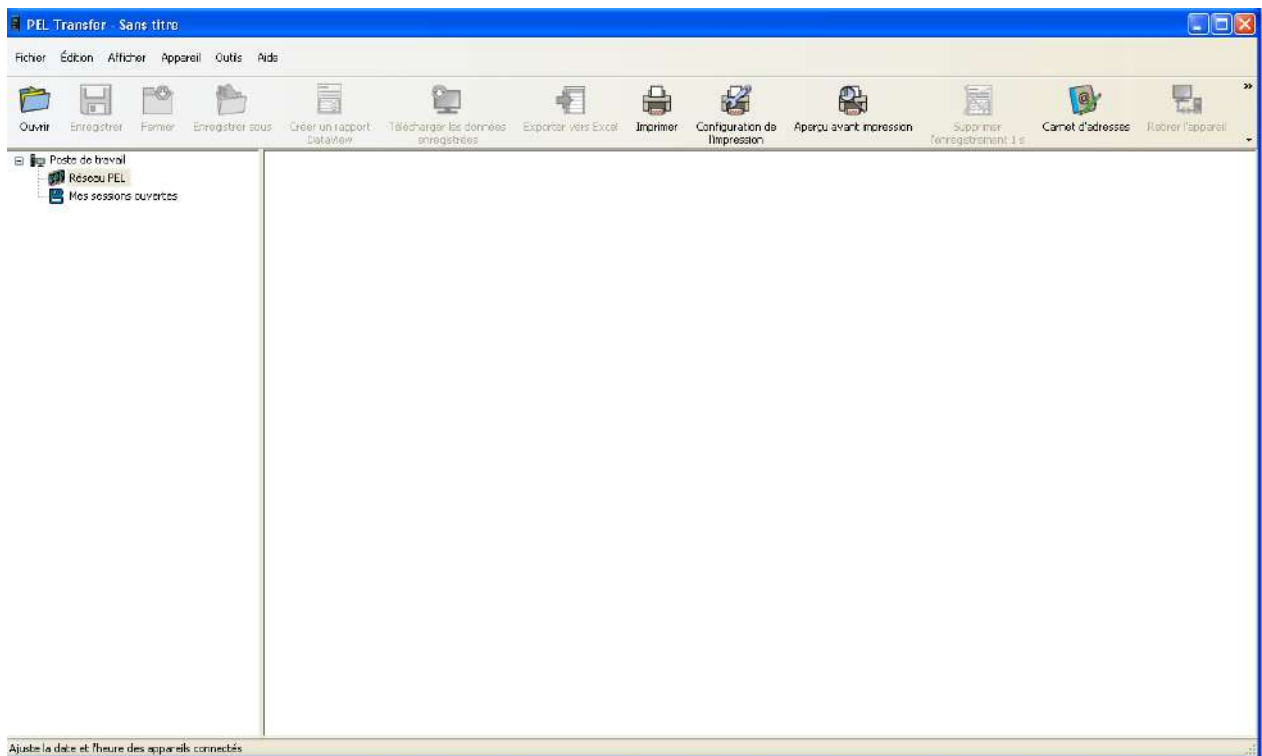 PEL Transfer - Sans titre
Fichier Édition Afficher Appareil Outils Aide
Ouvrir Enregistrer Fermer Enregistrer sous Créer un rapport DataView Télécharger les données enregistrées Exporter vers Excel Imprimer Configuration de l'impression Aperçu avant impression Supprimer l'enregistrement 1 s Carnet d'adresses Retirer l'appareil
Poste de travail
Réseau PEL
Mes sessions ouvertes
Ajuste la date et l'heure des appareils connectés